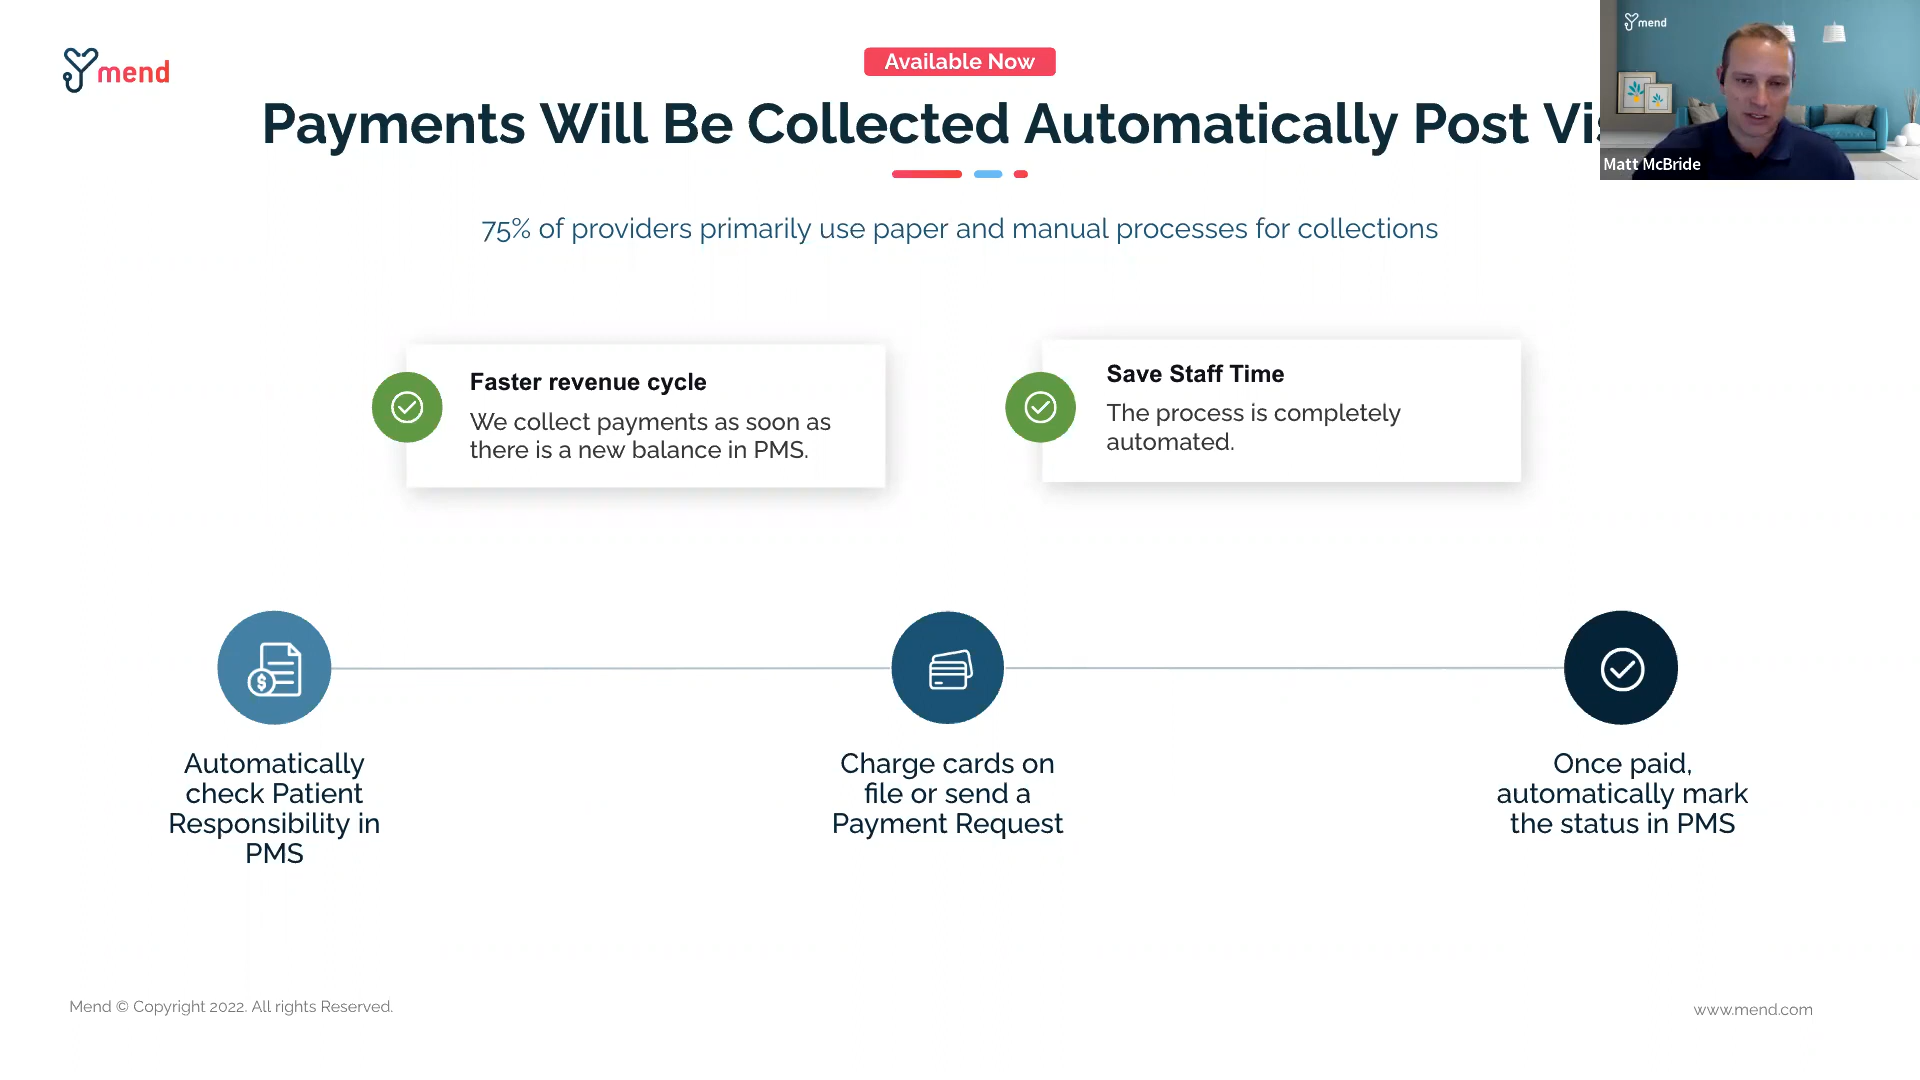 mend
Available Now
Payments Will Be Collected Automatically Post
75% of providers primarily use paper and manual processes for collections
mend
Matt McBride
Faster revenue cycle
We collect payments as soon as
there is a new balance in PMS.
Save Staff Time
The process is completely
automated.
$
Automatically
check Patient
Responsibility in
PMS
Charge cards on
file or send a
Payment Request
Once paid,
automatically mark
the status in PMS
Mend © Copyright 2022. All rights Reserved.
www.mend.com